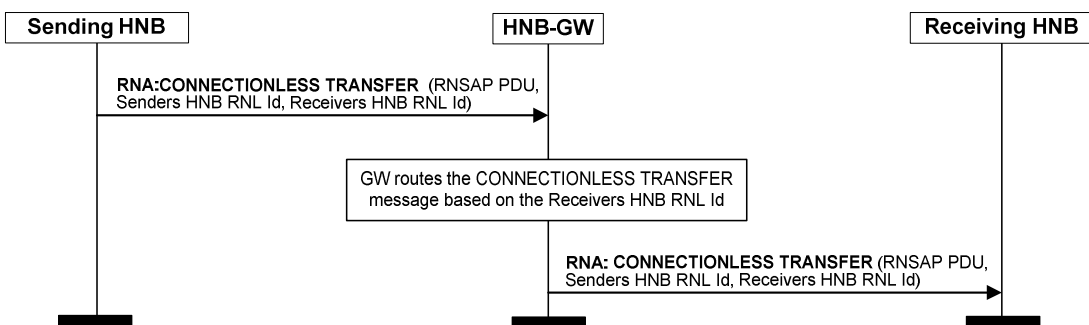 Sending HNB
HNB-GW
Receiving HNB
RNA:CONNECTIONLESS TRANSFER (RNSAP PDU,
Senders HNB RNL Id, Receivers HNB RNL Id)
GW routes the CONNECTIONLESS TRANSFER
message based on the Receivers HNB RNL Id
RNA: CONNECTIONLESS TRANSFER (RNSAP PDU,
Senders HNB RNL Id, Receivers HNB RNL Id)